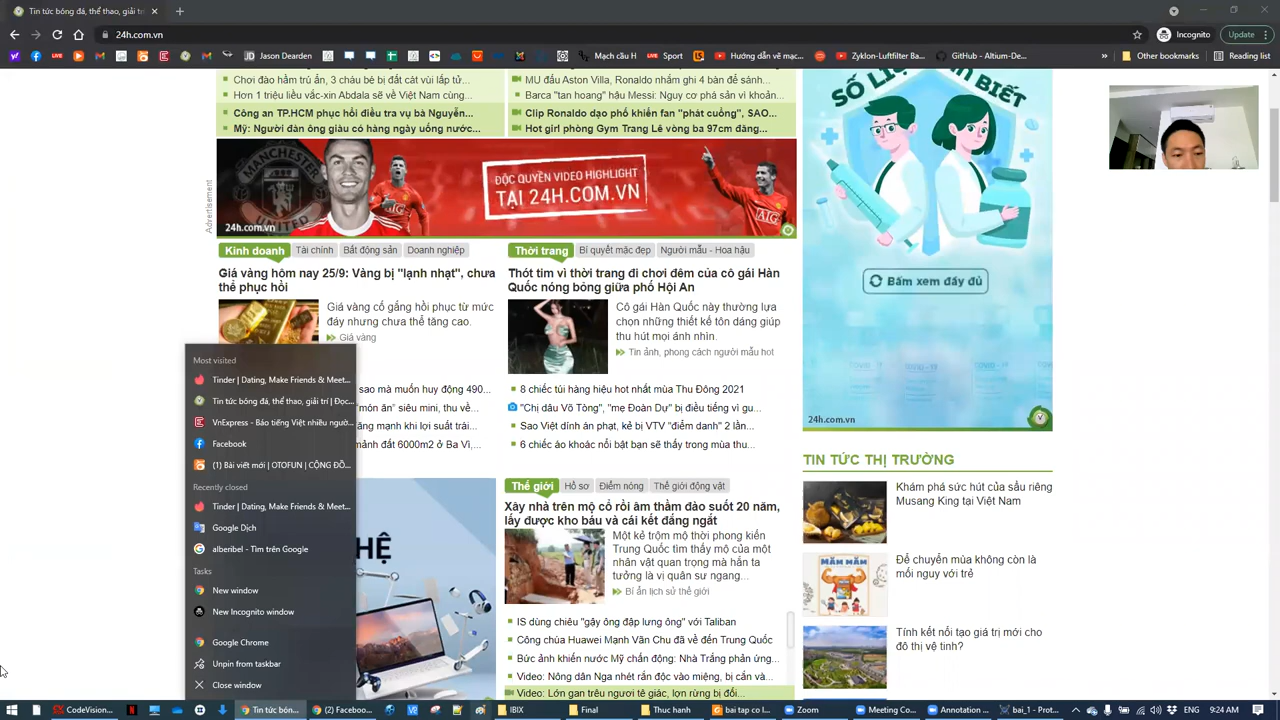 Tin tức bóng đá, thể thao, giải trí
24h.com.vn
Incognito
Update
JD Jason Dearden
Mạch cầu H
Sport
Hướng dẫn về mạc...
Zyklon-Luftfilter Ba...
GitHub - Altium-De...
Other bookmarks
Reading list
Chơi đào hầm trú ẩn, 3 cháu bé bị đất cát vùi lấp tử...
Hơn 1 triệu liều vắc-xin Abdala sẽ về Việt Nam cùng...
Công an TP.HCM phục hồi điều tra vụ bà Nguyễn...
Mỹ: Người đàn ông giàu có hàng ngày uống nước...
MU đấu Aston Villa, Ronaldo nhắm ghi 4 bàn để sánh...
Barca "tan hoang" hậu Messi: Nguy cơ phá sản vì khoản...
Clip Ronaldo dạo phố khiến fan "phát cuồng", SAO...
Hot girl phòng Gym Trang Lê vòng ba 97cm đăng...
Advertisement
MANCHESTER
UNITED
ĐỘC QUYỀN VIDEO HIGHLIGHT
TẠI 24H.COM.VN
24h.com.vn
Kinh doanh Tài chính Bất động sản Doanh nghiệp
Giá vàng hôm nay 25/9: Vàng bị "lạnh nhạt", chưa
thể phục hồi
Giá vàng cố gắng hồi phục từ mức
đáy nhưng chưa thể tăng cao.
Giá vàng
sao mà muốn huy động 490...
món ăn" siêu mini, thu về...
ng mạnh khi lợi suất trái...
mảnh đất 6000m2 ở Ba Vì,...
Thời trang Bí quyết mặc đẹp Người mẫu - Hoa hậu
Thót tim vì thời trang đi chơi đêm của cô gái Hàn
Quốc nóng bỏng giữa phố Hội An
Cô gái Hàn Quốc này thường lựa
chọn những thiết kế tôn dáng giúp
thu hút mọi ánh nhìn.
Tin ảnh, phong cách người mẫu hot
8 chiếc túi hàng hiệu hot nhất mùa Thu Đông 2021
"Chị dâu Võ Tòng", "mẹ Đoàn Dự" bị điều tiếng vì gu...
Sao Việt dính án phạt, kẻ bị VTV "điểm danh" 2 lần...
6 chiếc áo khoác nổi bật bạn sẽ thấy trong mùa thu...
Most visited
Tinder | Dating, Make Friends & Meet...
Tin tức bóng đá, thể thao, giải trí | Đọc...
VnExpress - Báo tiếng Việt nhiều ngườ...
Facebook
(1) Bài viết mới | OTOFUN | CỘNG ĐỒ...
Recently closed
Tinder | Dating, Make Friends & Meet...
Google Dịch
alberibel - Tìm trên Google
Tasks
New window
New Incognito window
Google Chrome
Unpin from taskbar
Close window
HỆ
Thế giới Hồ sơ Điểm nóng Thế giới động vật
Xây nhà trên mộ cổ rồi âm thầm đào suốt 20 năm,
lấy được kho báu và cái kết đắng ngắt
Một kẻ trộm mộ thời phong kiến
Trung Quốc tìm thấy mộ của một
nhân vật quan trọng mà hắn ta
tưởng là vị quân sư ngang...
Bí ẩn lịch sử thế giới
IS dùng chiêu "gậy ông đập lưng ông" với Taliban
Công chúa Huawei Mạnh Vãn Chu đã về đến Trung Quốc
Bức ảnh khiến nước Mỹ chấn động: Nhà Trắng phản ứng...
Video: Nông dân Nga nhét rắn độc vào miệng, bị cắn và...
Video: Lớn gan trêu ngươi tê giác, lợn rừng bị đối...
SỐ LIỆU
BIẾT
Bấm xem đầy đủ
24h.com.vn
TIN TỨC THỊ TRƯỜNG
Khám phá sức hút của sầu riêng
Musang King tại Việt Nam
MĂM MĂM
Để chuyển mùa không còn là
mối nguy với trẻ
Tính kết nối tạo giá trị mới cho
đô thị vệ tinh?
CodeVision...
Tin tức bón...
(2) Facebo...
IBIX
Final
Thuc hanh
bai tap co l...
Zoom
Meeting Co...
Annotation ...
bai_1 - Proj...
9:24 AM